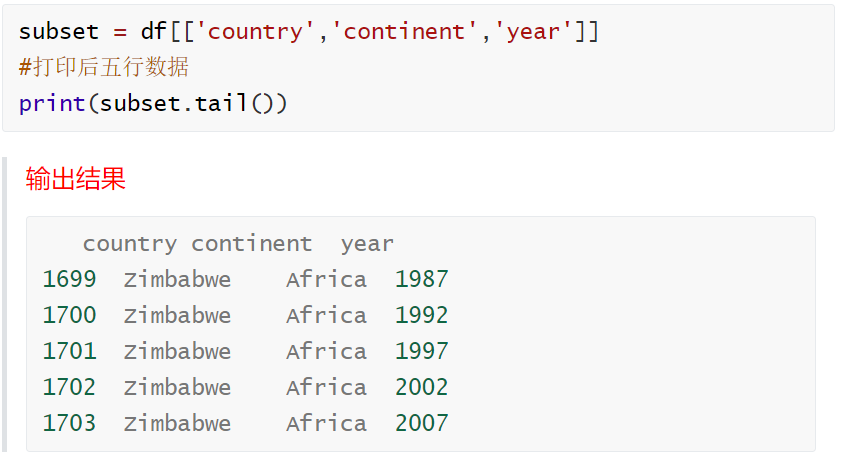 subset = df[['country','continent','year']]
#打印后五行数据
print(subset.tail())
输出结果
country continent  year
1699  Zimbabwe    Africa  1987
1700  Zimbabwe    Africa  1992
1701  Zimbabwe    Africa  1997
1702  Zimbabwe    Africa  2002
1703  Zimbabwe    Africa  2007